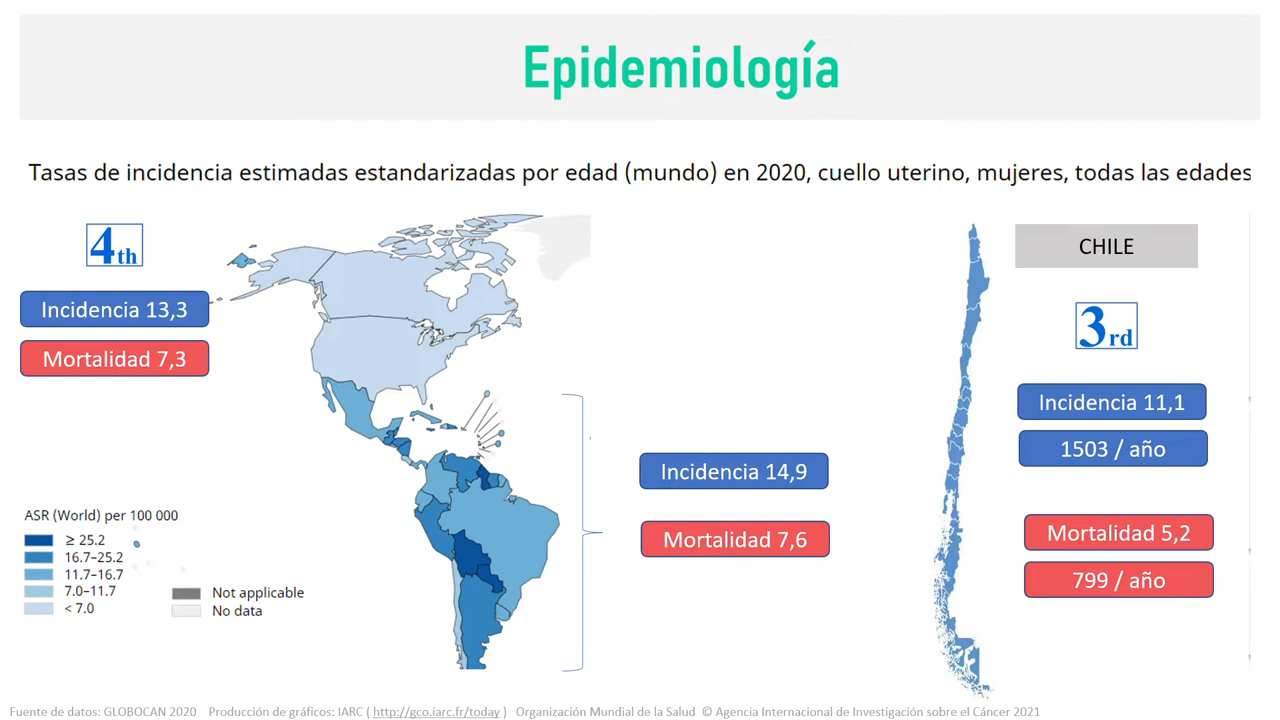 Epidemiología
Tasas de incidencia estimadas estandarizadas por edad (mundo) en 2020, cuello uterino, mujeres, todas las edades
4th
Incidencia 13,3
Mortalidad 7,3
ASR (World) per 100 000
≥ 25.2
16.7–25.2
11.7–16.7
7.0–11.7
< 7.0
Not applicable
No data
Incidencia 14,9
Mortalidad 7,6
CHILE
3rd
Incidencia 11,1
1503 / año
Mortalidad 5,2
799 / año
Fuente de datos: GLOBOCAN 2020 Producción de gráficos: IARC ( http://gco.iarc.fr/today ) Organización Mundial de la Salud © Agencia Internacional de Investigación sobre el Cáncer 2021